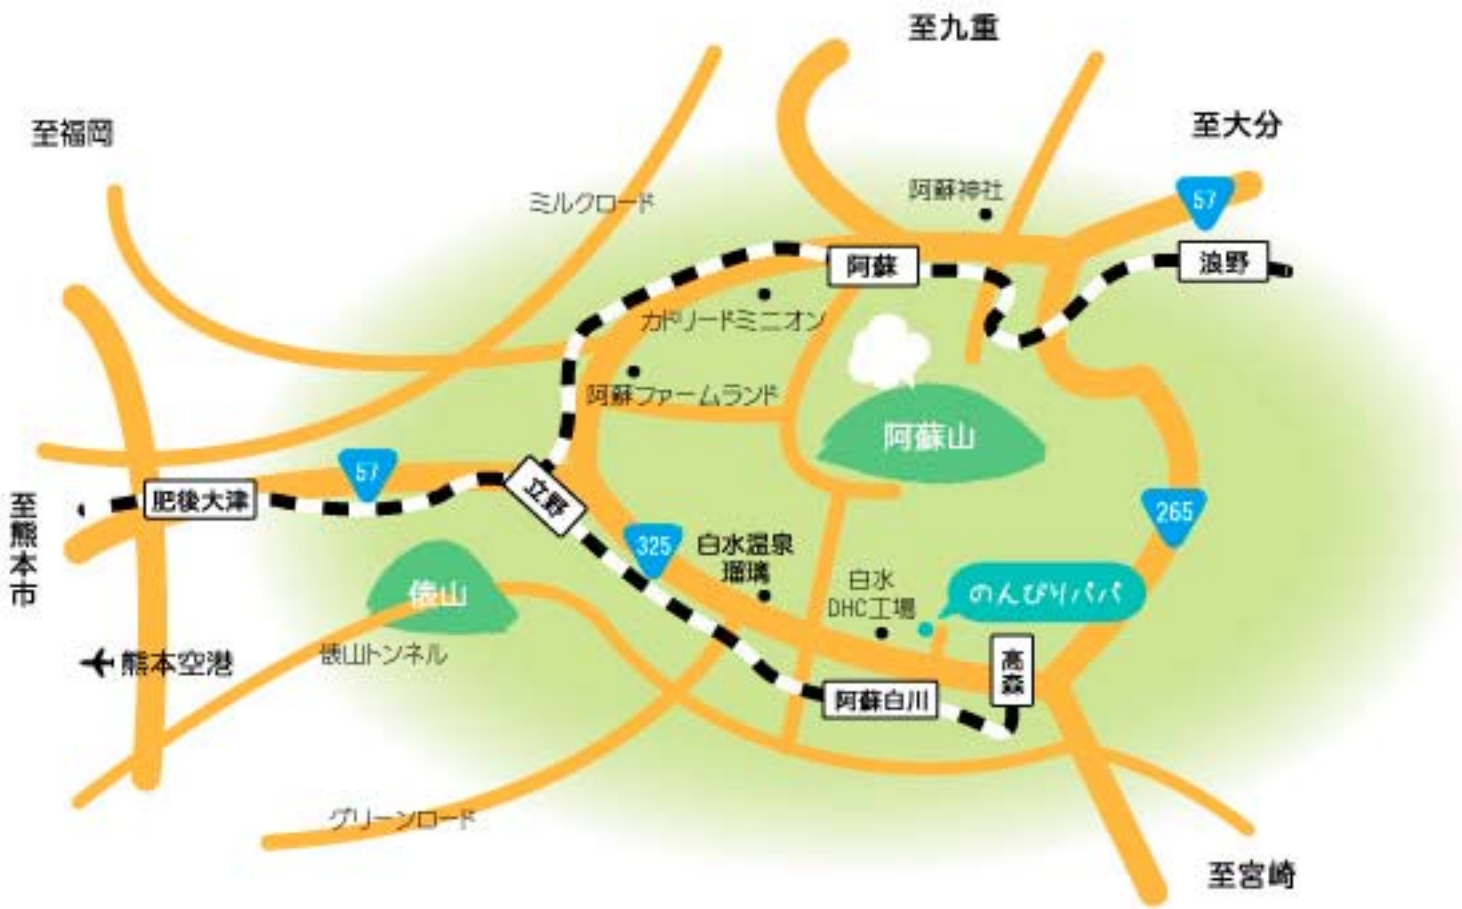 至九重
至大分
至福岡
ミルクロード
阿蘇神社
57
阿蘇
浪野
カドリードミニオン
阿蘇ファームランド
阿蘇山
57
肥後大津
立野
至熊本市
265
325
白水温泉
瑠璃
白水
DHC工場
のんびりパパ
俵山
俵山トンネル
熊本空港
高森
阿蘇白川
グリーンロード
至宮崎